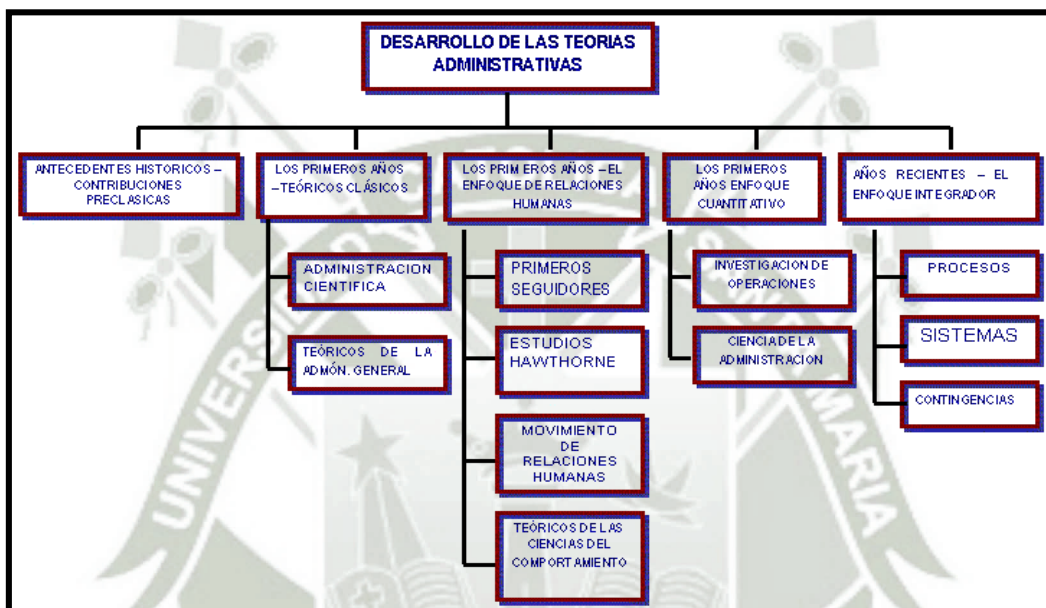 DESARROLLO DE LAS TEORIAS
ADMINISTRATIVAS
ANTECEDENTES HISTORICOS –
CONTRIBUCIONES
PRECLASICAS
LOS PRIMEROS AÑOS
–TEÓRICOS CLÁSICOS
LOS PRIMEROS AÑOS –EL
ENFOQUE DE RELACIONES
HUMANAS
LOS PRIMEROS
AÑOS ENFOQUE
CUANTITATIVO
AÑOS RECIENTES – EL
ENFOQUE INTEGRADOR
ADMINISTRACION
CIENTIFICA
TEÓRICOS DE LA
ADMÓN. GENERAL
PRIMEROS
SEGUIDORES
ESTUDIOS
HAWTHORNE
MOVIMIENTO
DE
RELACIONES
HUMANAS
TEÓRICOS DE LAS
CIENCIAS DEL
COMPORTAMIENTO
INVESTIGACION DE
OPERACIONES
CIENCIA DE LA
ADMINISTRACION
PROCESOS
SISTEMAS
CONTINGENCIAS
UNIVERSIDAD
MARIA